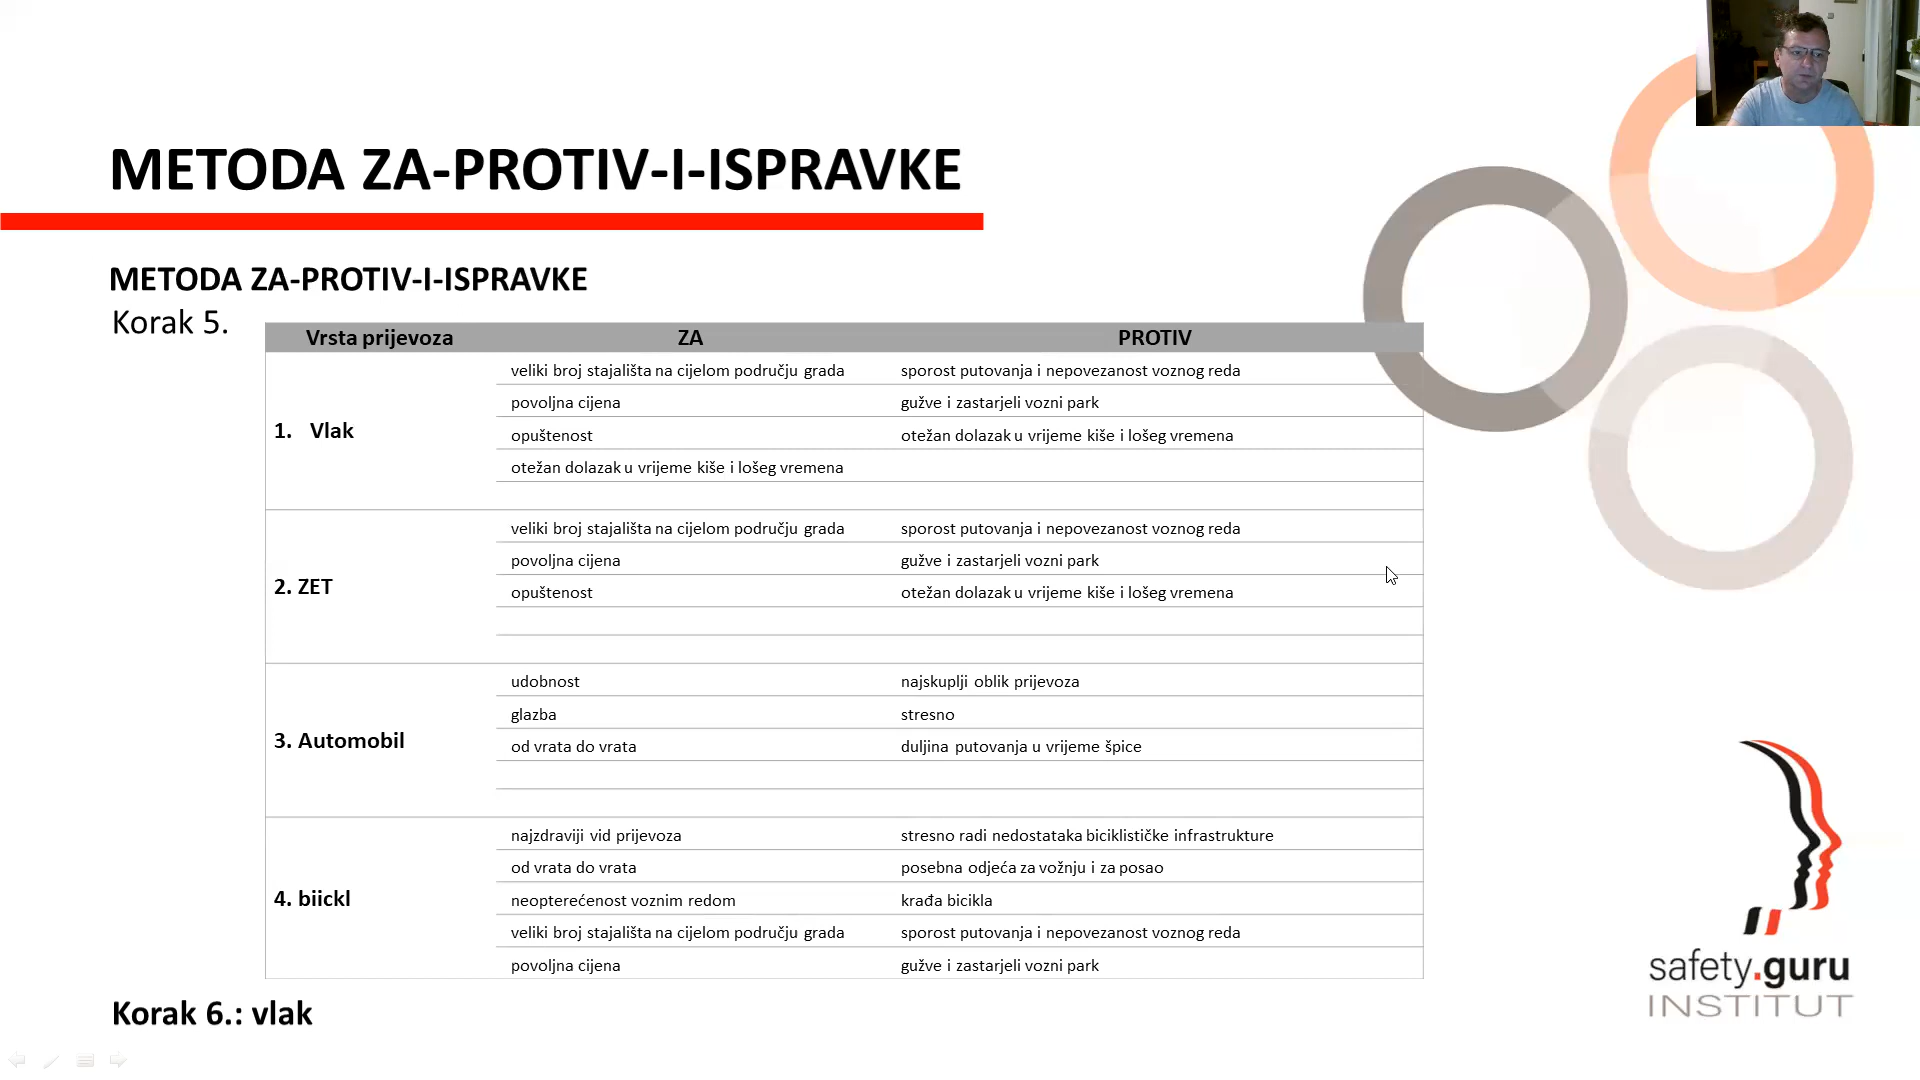 METODA ZA-PROTIV-I-ISPRAVKE
METODA ZA-PROTIV-I-ISPRAVKE
Korak 5.
Vrsta prijevoza ZA PROTIV
1. Vlak
veliki broj stajališta na cijelom području grada sporost putovanja i nepovezanost voznog reda
povoljna cijena gužve i zastarjeli vozni park
opuštenost otežan dolazak u vrijeme kiše i lošeg vremena
otežan dolazak u vrijeme kiše i lošeg vremena
2. ZET
veliki broj stajališta na cijelom području grada sporost putovanja i nepovezanost voznog reda
povoljna cijena gužve i zastarjeli vozni park
opuštenost otežan dolazak u vrijeme kiše i lošeg vremena
3. Automobil
udobnost najskuplji oblik prijevoza
glazba stresno
od vrata do vrata duljina putovanja u vrijeme špice
4. biickl
najzdraviji vid prijevoza stresno radi nedostataka biciklističke infrastrukture
od vrata do vrata posebna odjeća za vožnju i za posao
neopterećenost voznim redom krađa bicikla
veliki broj stajališta na cijelom području grada sporost putovanja i nepovezanost voznog reda
povoljna cijena gužve i zastarjeli vozni park
Korak 6.: vlak
safety.guru
INSTITUT